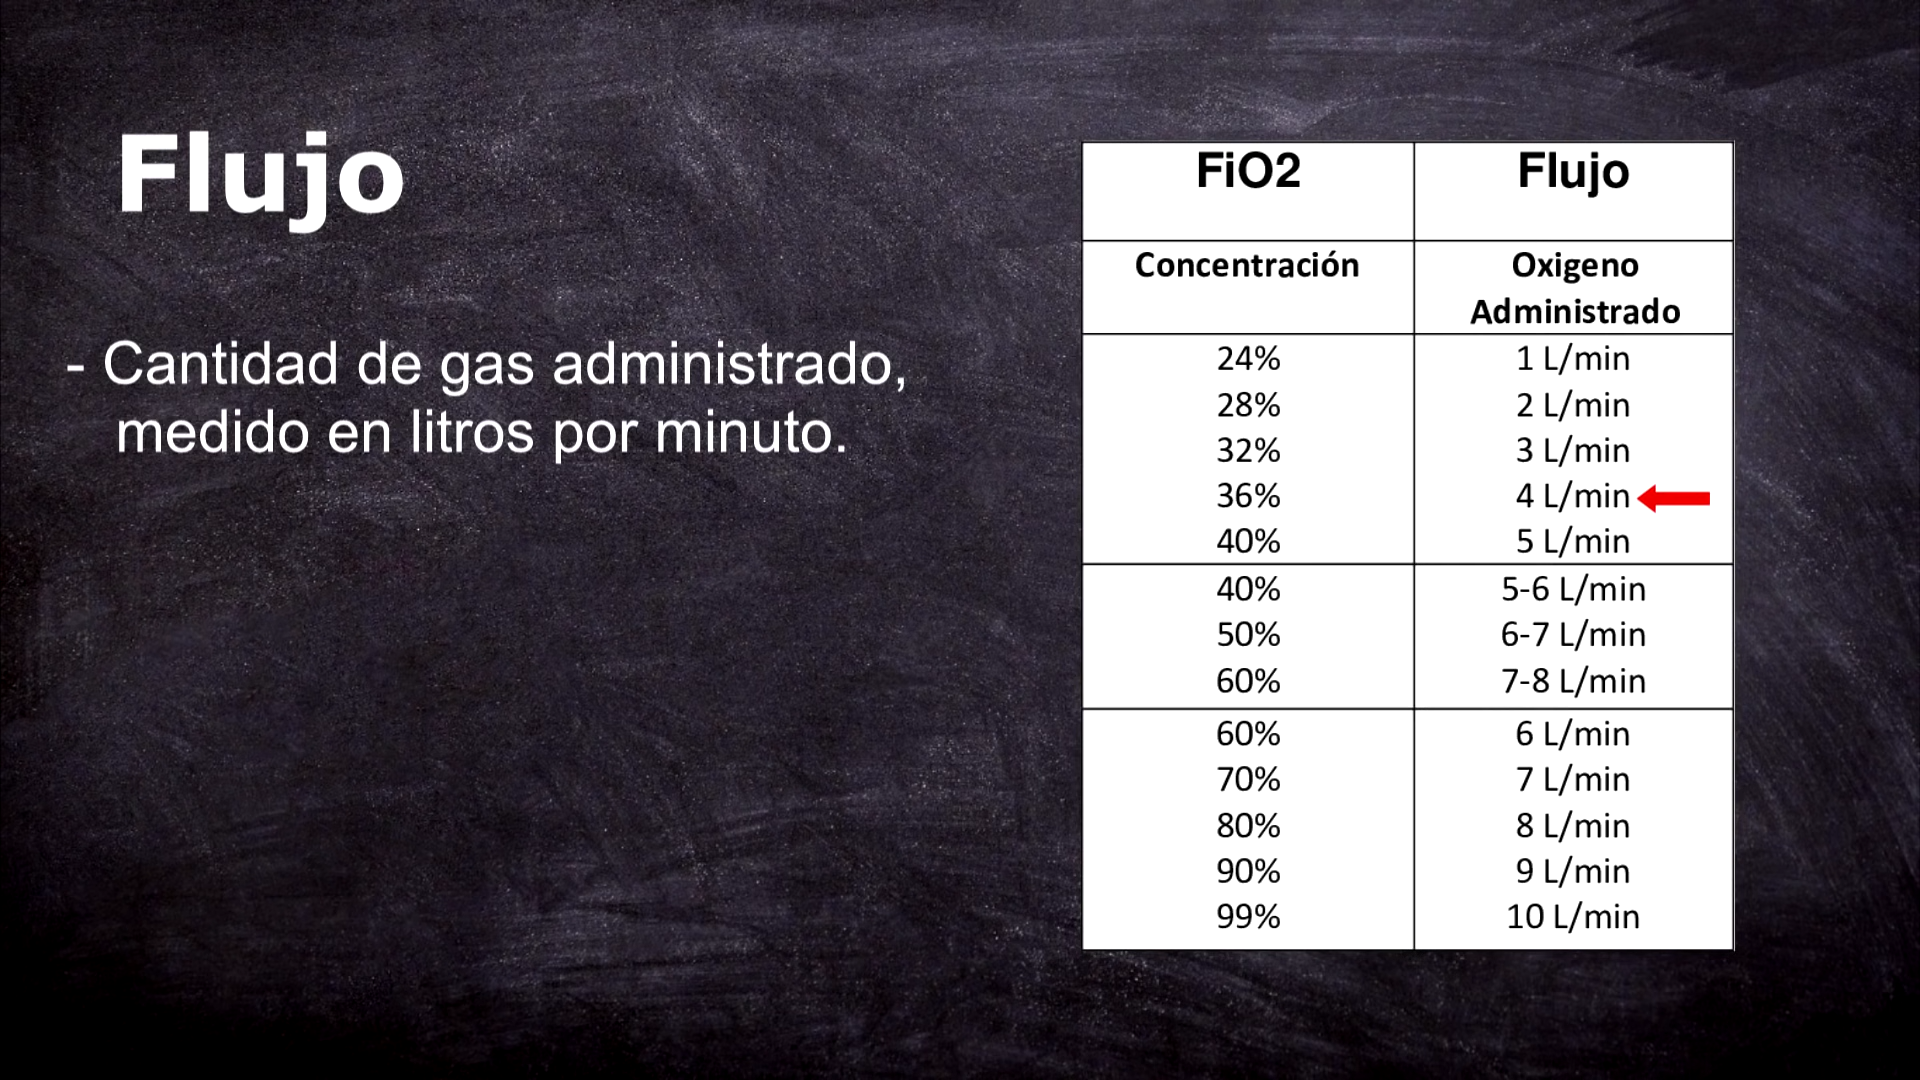 Flujo
- Cantidad de gas administrado,
medido en litros por minuto.
FiO2 Flujo
Concentración Oxigeno
Administrado
24% 1 L/min
28% 2 L/min
32% 3 L/min
36% 4 L/min
40% 5 L/min
40% 5-6 L/min
50% 6-7 L/min
60% 7-8 L/min
60% 6 L/min
70% 7 L/min
80% 8 L/min
90% 9 L/min
99% 10 L/min